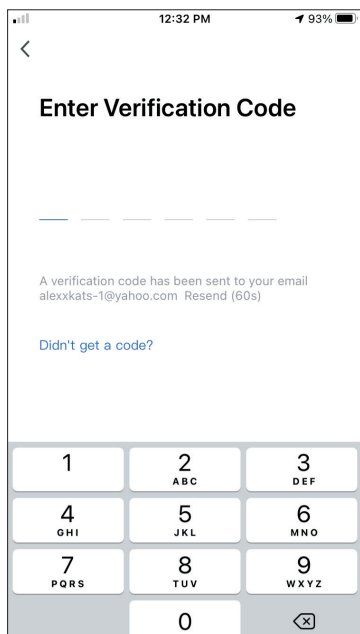 12:32 PM 93%
Enter Verification Code
A verification code has been sent to your email
alexxkats-1@yahoo.com Resend (60s)
Didn't get a code?
1 2 3
ABC DEF
4 5 6
GHI JKL MNO
7 8 9
PQRS TUV WXYZ
0